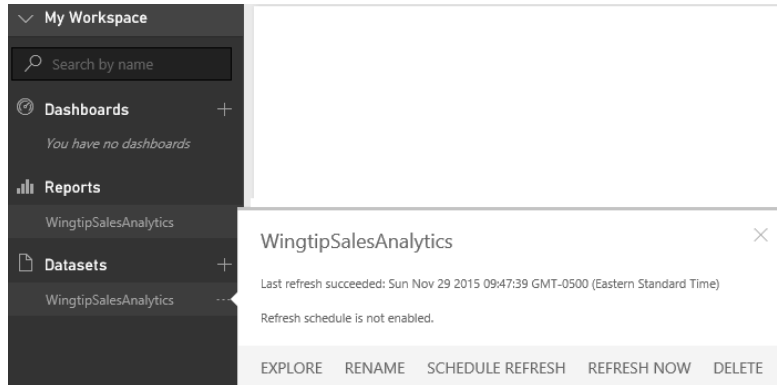 My Workspace
Search by name
Dashboards
You have no dashboards
Reports
WingtipSalesAnalytics
Datasets
WingtipSalesAnalytics ...
WingtipSalesAnalytics
Last refresh succeeded: Sun Nov 29 2015 09:47:39 GMT-0500 (Eastern Standard Time)
Refresh schedule is not enabled.
EXPLORE RENAME SCHEDULE REFRESH REFRESH NOW DELETE